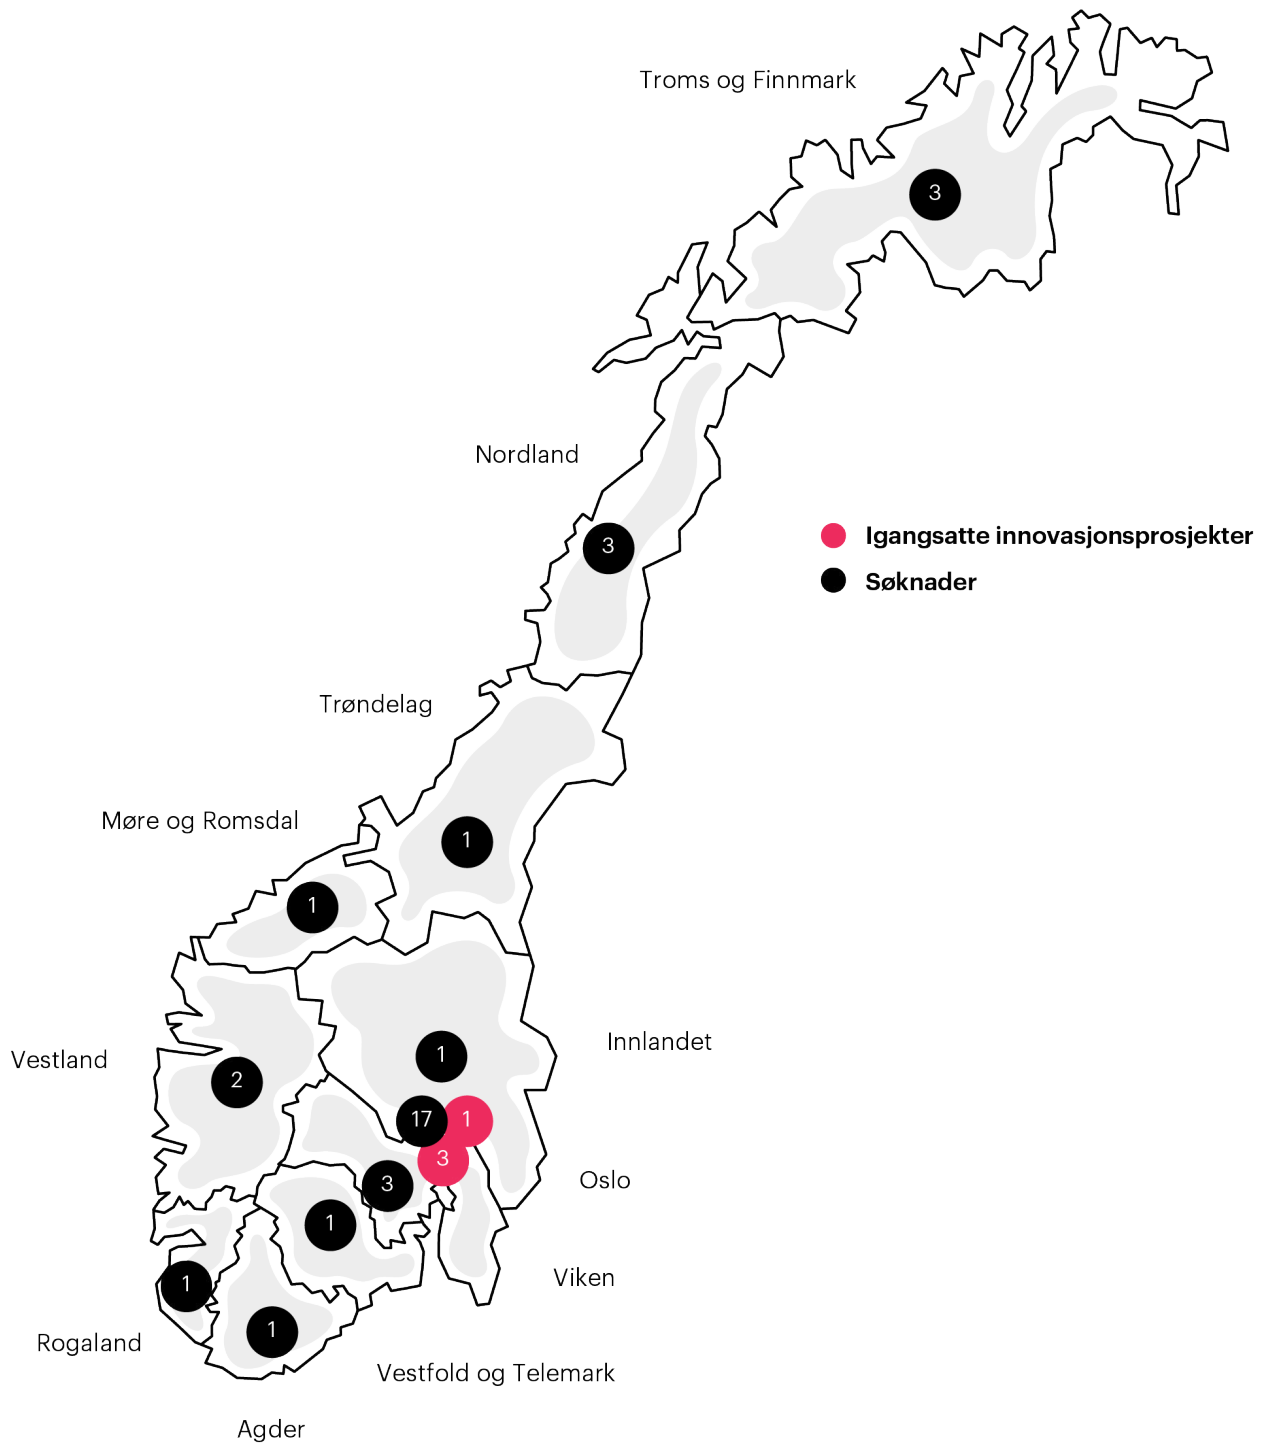 Troms og Finnmark
3
Nordland
Igangsatte innovasjonsprosjekter
3
Søknader
Trøndelag
Møre og Romsdal
1
1
Innlandet
1
Vestland
2
17
1
3
Oslo
3
1
Viken
1
Rogaland
1
Vestfold og Telemark
Agder